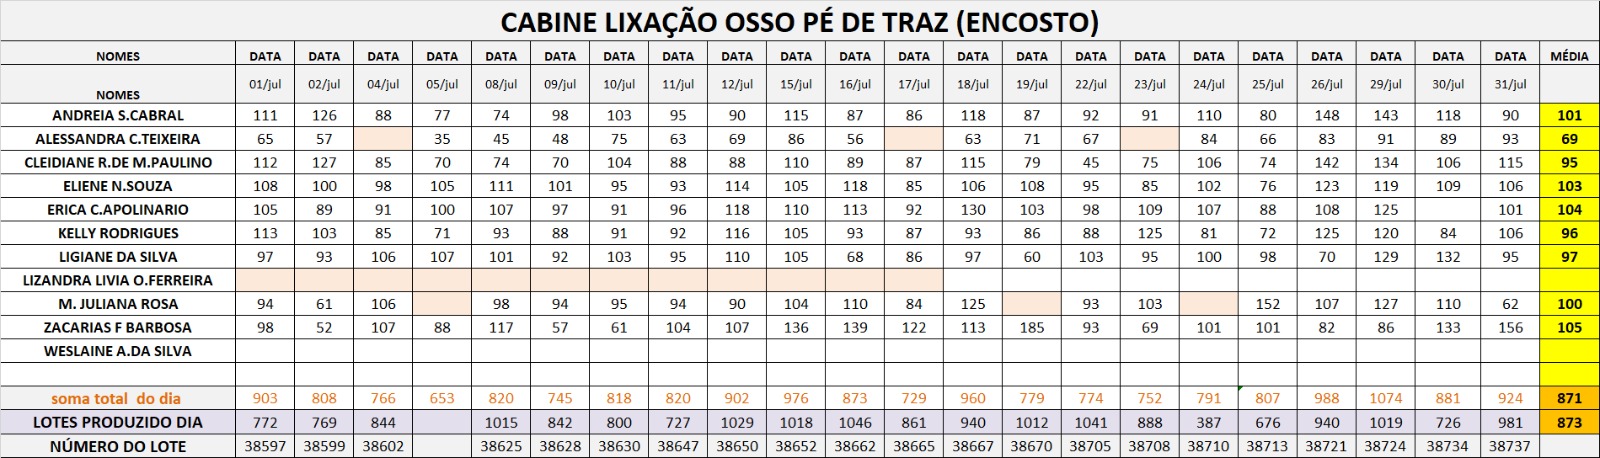 CABINE LIXAÇÃO OSSO PÉ DE TRAZ (ENCOSTO)
NOMES DATA DATA DATA DATA DATA DATA DATA DATA DATA DATA DATA DATA DATA DATA DATA DATA DATA DATA DATA DATA DATA DATA MÉDIA
NOMES 01/jul 02/jul 04/jul 05/jul 08/jul 09/jul 10/jul 11/jul 12/jul 15/jul 16/jul 17/jul 18/jul 19/jul 22/jul 23/jul 24/jul 25/jul 26/jul 29/jul 30/jul 31/jul
ANDREIA S.CABRAL 111 126 88 77 74 98 103 95 90 115 87 86 118 87 92 91 110 80 148 143 118 90 101
ALESSANDRA C.TEIXEIRA 65 57 35 45 48 75 63 69 86 56 63 71 67 84 66 83 91 89 93 69
CLEIDIANE R.DE M.PAULINO 112 127 85 70 74 70 104 88 88 110 89 87 115 79 45 75 106 74 142 134 106 115 95
ELIENE N.SOUZA 108 100 98 105 111 101 95 93 114 105 118 85 106 108 95 85 102 76 123 119 109 106 103
ERICA C.APOLINARIO 105 89 91 100 107 97 91 96 118 110 113 92 130 103 98 109 107 88 108 125 101 104
KELLY RODRIGUES 113 103 85 71 93 88 91 92 116 105 93 87 93 86 88 125 81 72 125 120 84 106 96
LIGIANE DA SILVA 97 93 106 107 101 92 103 95 110 105 68 86 97 60 103 95 100 98 70 129 132 95 97
LIZANDRA LIVIA O.FERREIRA
M. JULIANA ROSA 94 61 106 98 94 95 94 90 104 110 84 125 93 103 152 107 127 110 62 100
ZACARIAS F BARBOSA 98 52 107 88 117 57 61 104 107 136 139 122 113 185 93 69 101 101 82 86 133 156 105
WESLAINE A.DA SILVA
soma total do dia 903 808 766 653 820 745 818 820 902 976 873 729 960 779 774 752 791 807 988 1074 881 924 871
LOTES PRODUZIDO DIA 772 769 844 1015 842 800 727 1029 1018 1046 861 940 1012 1041 888 387 676 940 1019 726 981 873
NÚMERO DO LOTE 38597 38599 38602 38625 38628 38630 38647 38650 38652 38662 38665 38667 38670 38705 38708 38710 38713 38721 38724 38734 38737